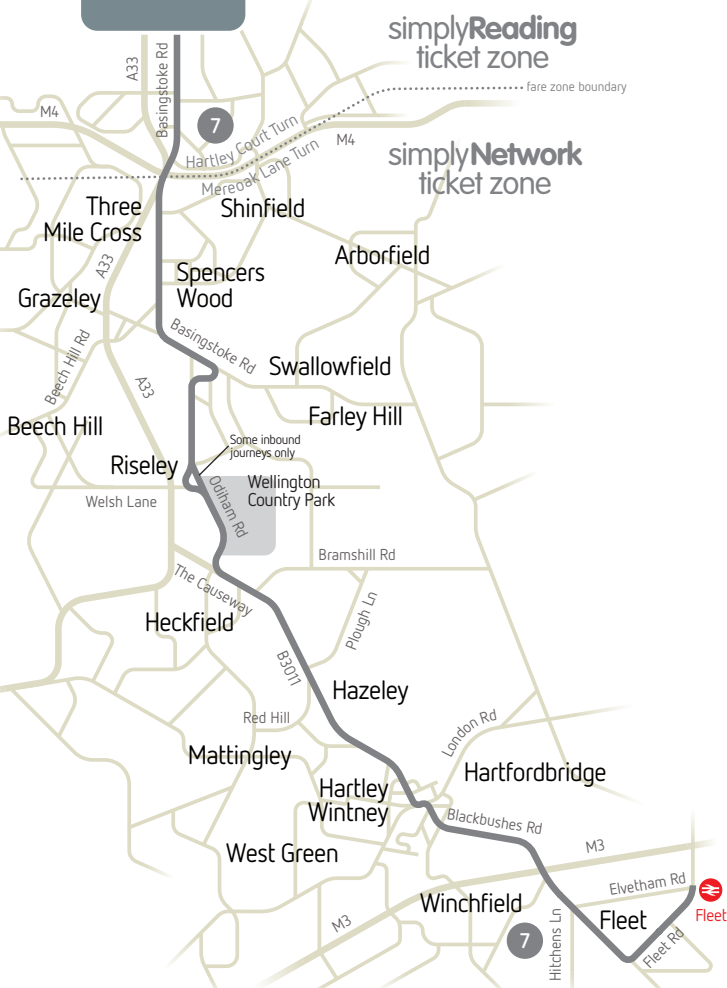 simplyReading
ticket zone
fare zone boundary
A33
Basingstoke Rd
M4
7
Hartley Court Turn
Mereoak Lane Turn
M4
simplyNetwork
ticket zone
Three
Mile Cross
Shinfield
Arborfield
A33
Spencers
Wood
Grazeley
Basingstoke Rd
Beech Hill Rd
A33
Swallowfield
Farley Hill
Beech Hill
Some inbound
journeys only
Riseley
Wellington
Country Park
Odiham Rd
Welsh Lane
Bramshill Rd
The Causeway
Plough Ln
Heckfield
B3011
Hazeley
Red Hill
London Rd
Mattingley
Hartfordbridge
Hartley
Wintney
Blackbushes Rd
M3
West Green
Elvetham Rd
Winchfield
Fleet
Fleet
M3
7
Hitchens Ln
Fleet Rd